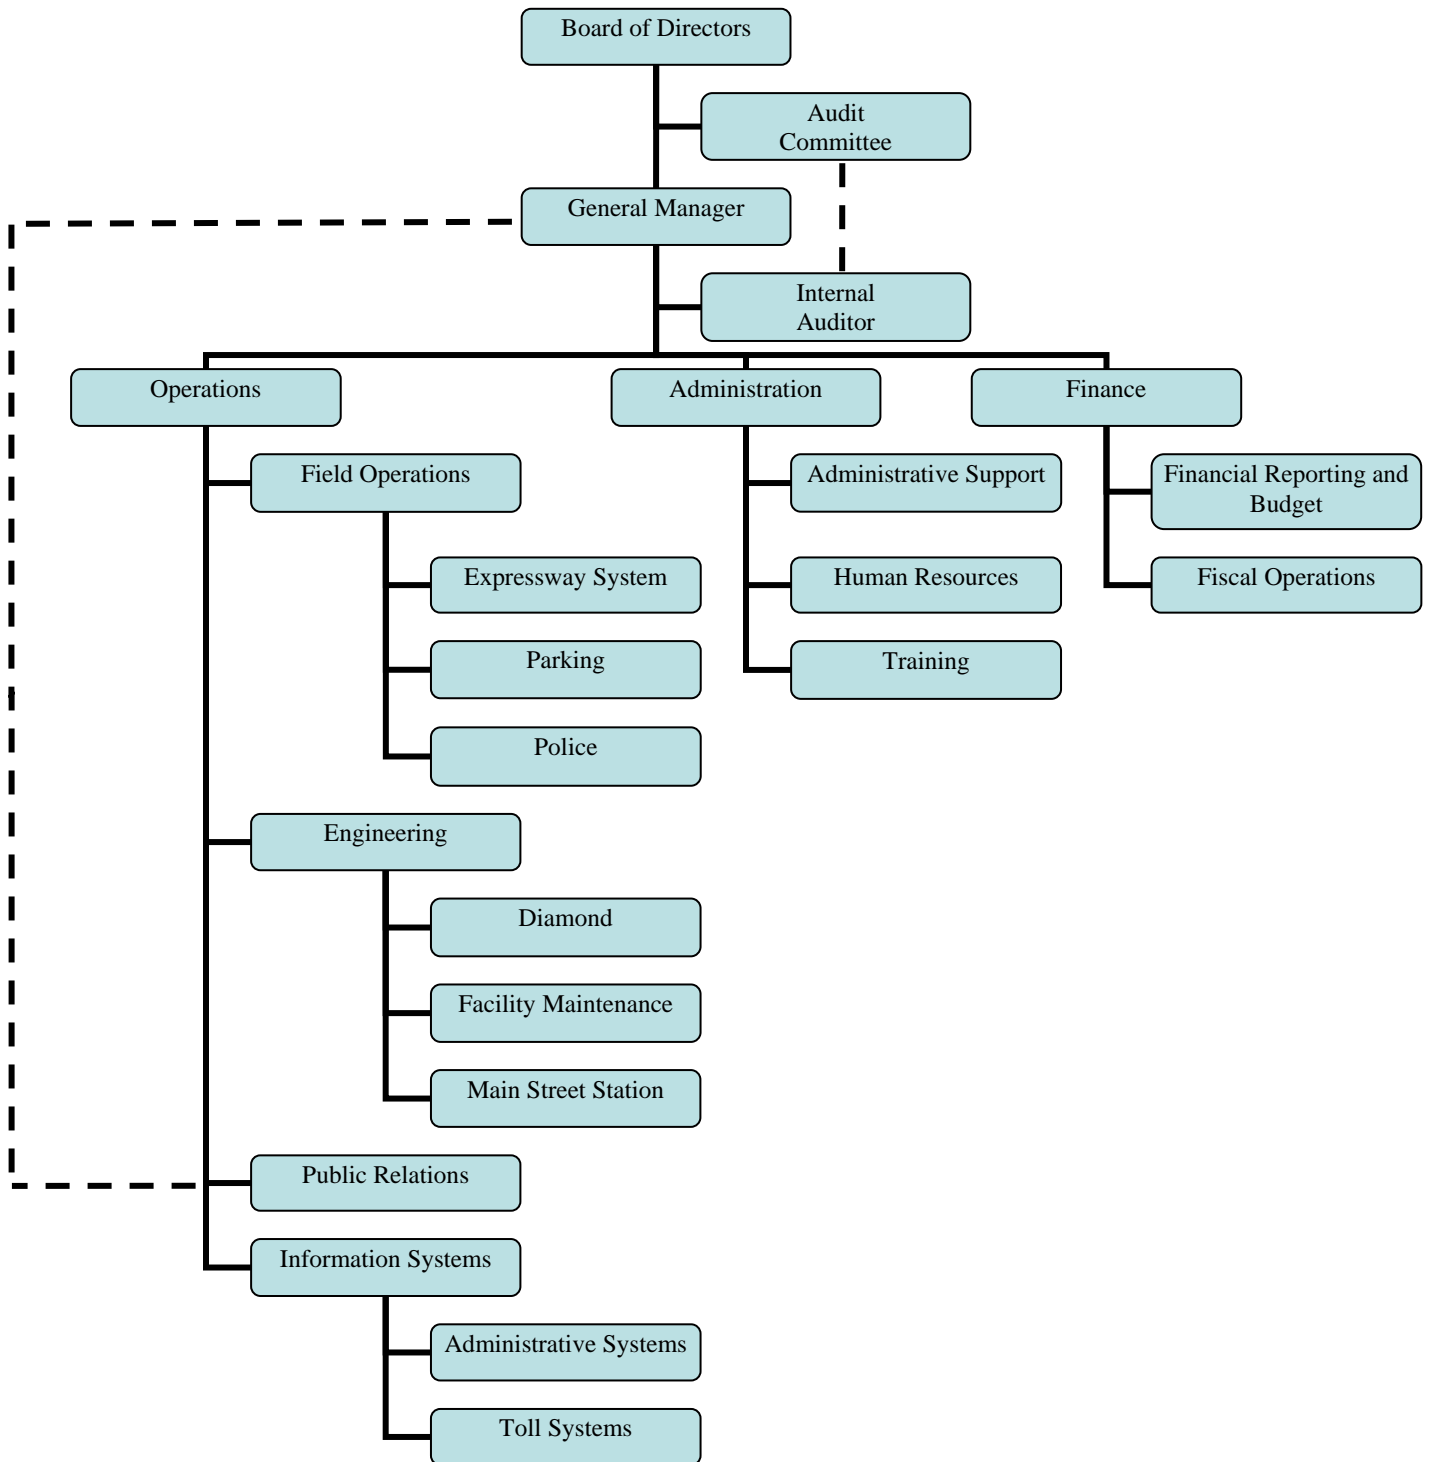 Board of Directors
Audit
Committee
General Manager
Internal
Auditor
Operations
Administration
Finance
Field Operations
Administrative Support
Financial Reporting and
Budget
Expressway System
Human Resources
Fiscal Operations
Parking
Training
Police
Engineering
Diamond
Facility Maintenance
Main Street Station
Public Relations
Information Systems
Administrative Systems
Toll Systems